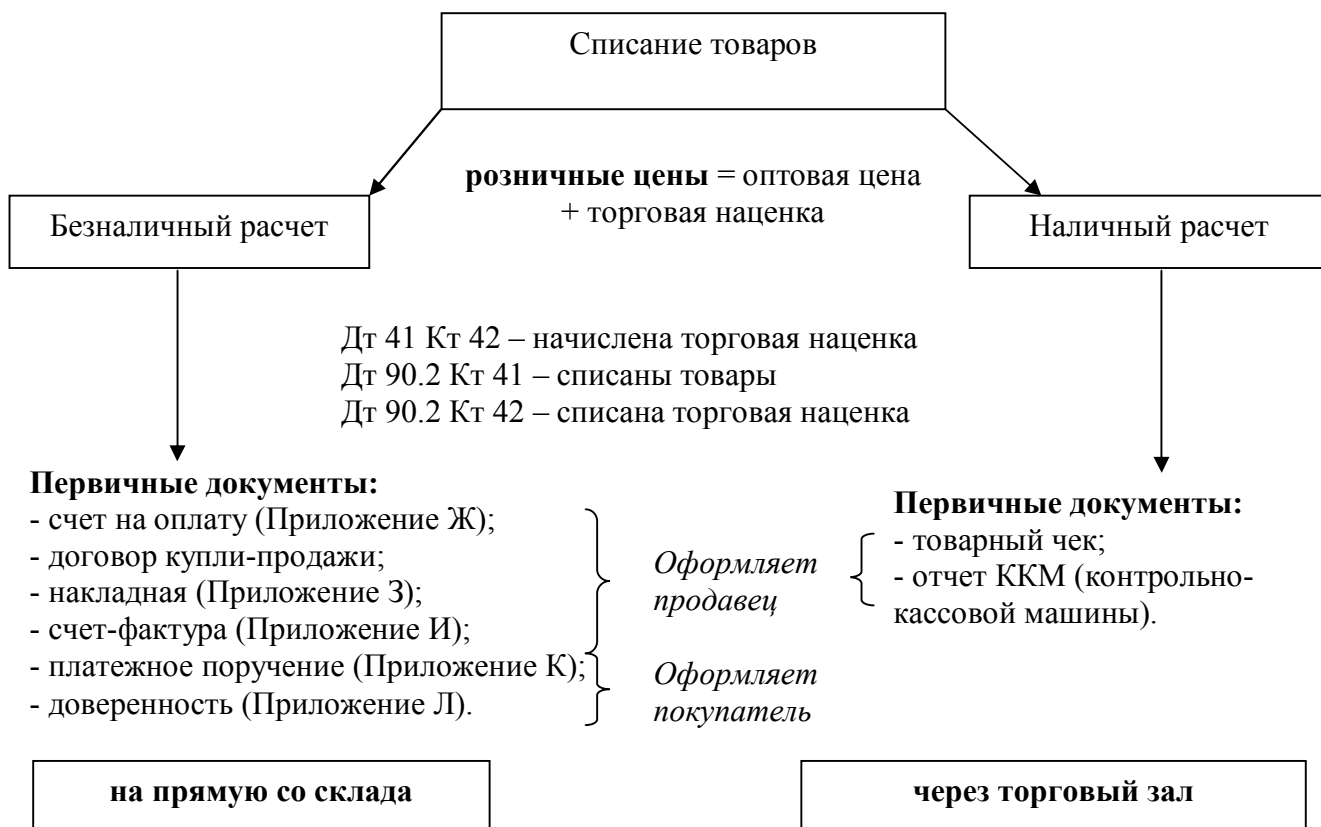 Списание товаров
розничные цены = оптовая цена
+ торговая наценка
Безналичный расчет
Наличный расчет
Дт 41 Кт 42 – начислена торговая наценка
Дт 90.2 Кт 41 – списаны товары
Дт 90.2 Кт 42 – списана торговая наценка
Первичные документы:
- счет на оплату (Приложение Ж);
- договор купли-продажи;
- накладная (Приложение З);
- счет-фактура (Приложение И);
- платежное поручение (Приложение К);
- доверенность (Приложение Л).
Оформляет
продавец
Оформляет
покупатель
Первичные документы:
- товарный чек;
- отчет ККМ (контрольно-
кассовой машины).
на прямую со склада
через торговый зал